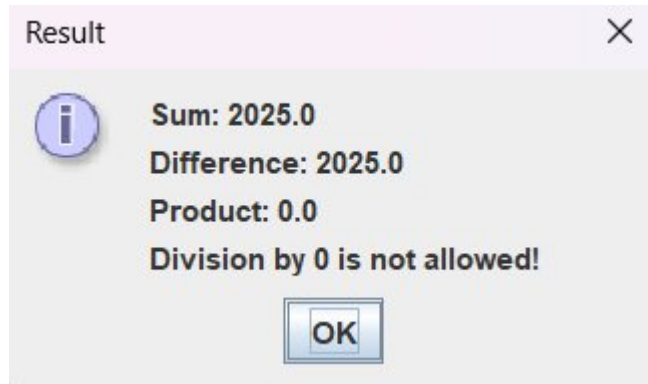 Result
Sum: 2025.0
Difference: 2025.0
Product: 0.0
Division by 0 is not allowed!
OK